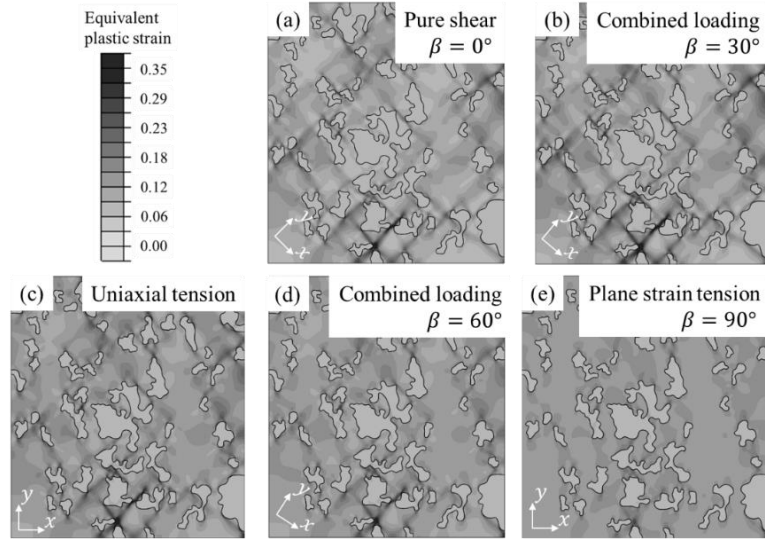 Equivalent
plastic strain
0.35
0.29
0.23
0.18
0.12
0.06
0.00
(a) Pure shear
β = 0°
y
x
(b) Combined loading
β = 30°
y
x
(c) Uniaxial tension
y
x
(d) Combined loading
β = 60°
y
x
(e) Plane strain tension
β = 90°
y
x